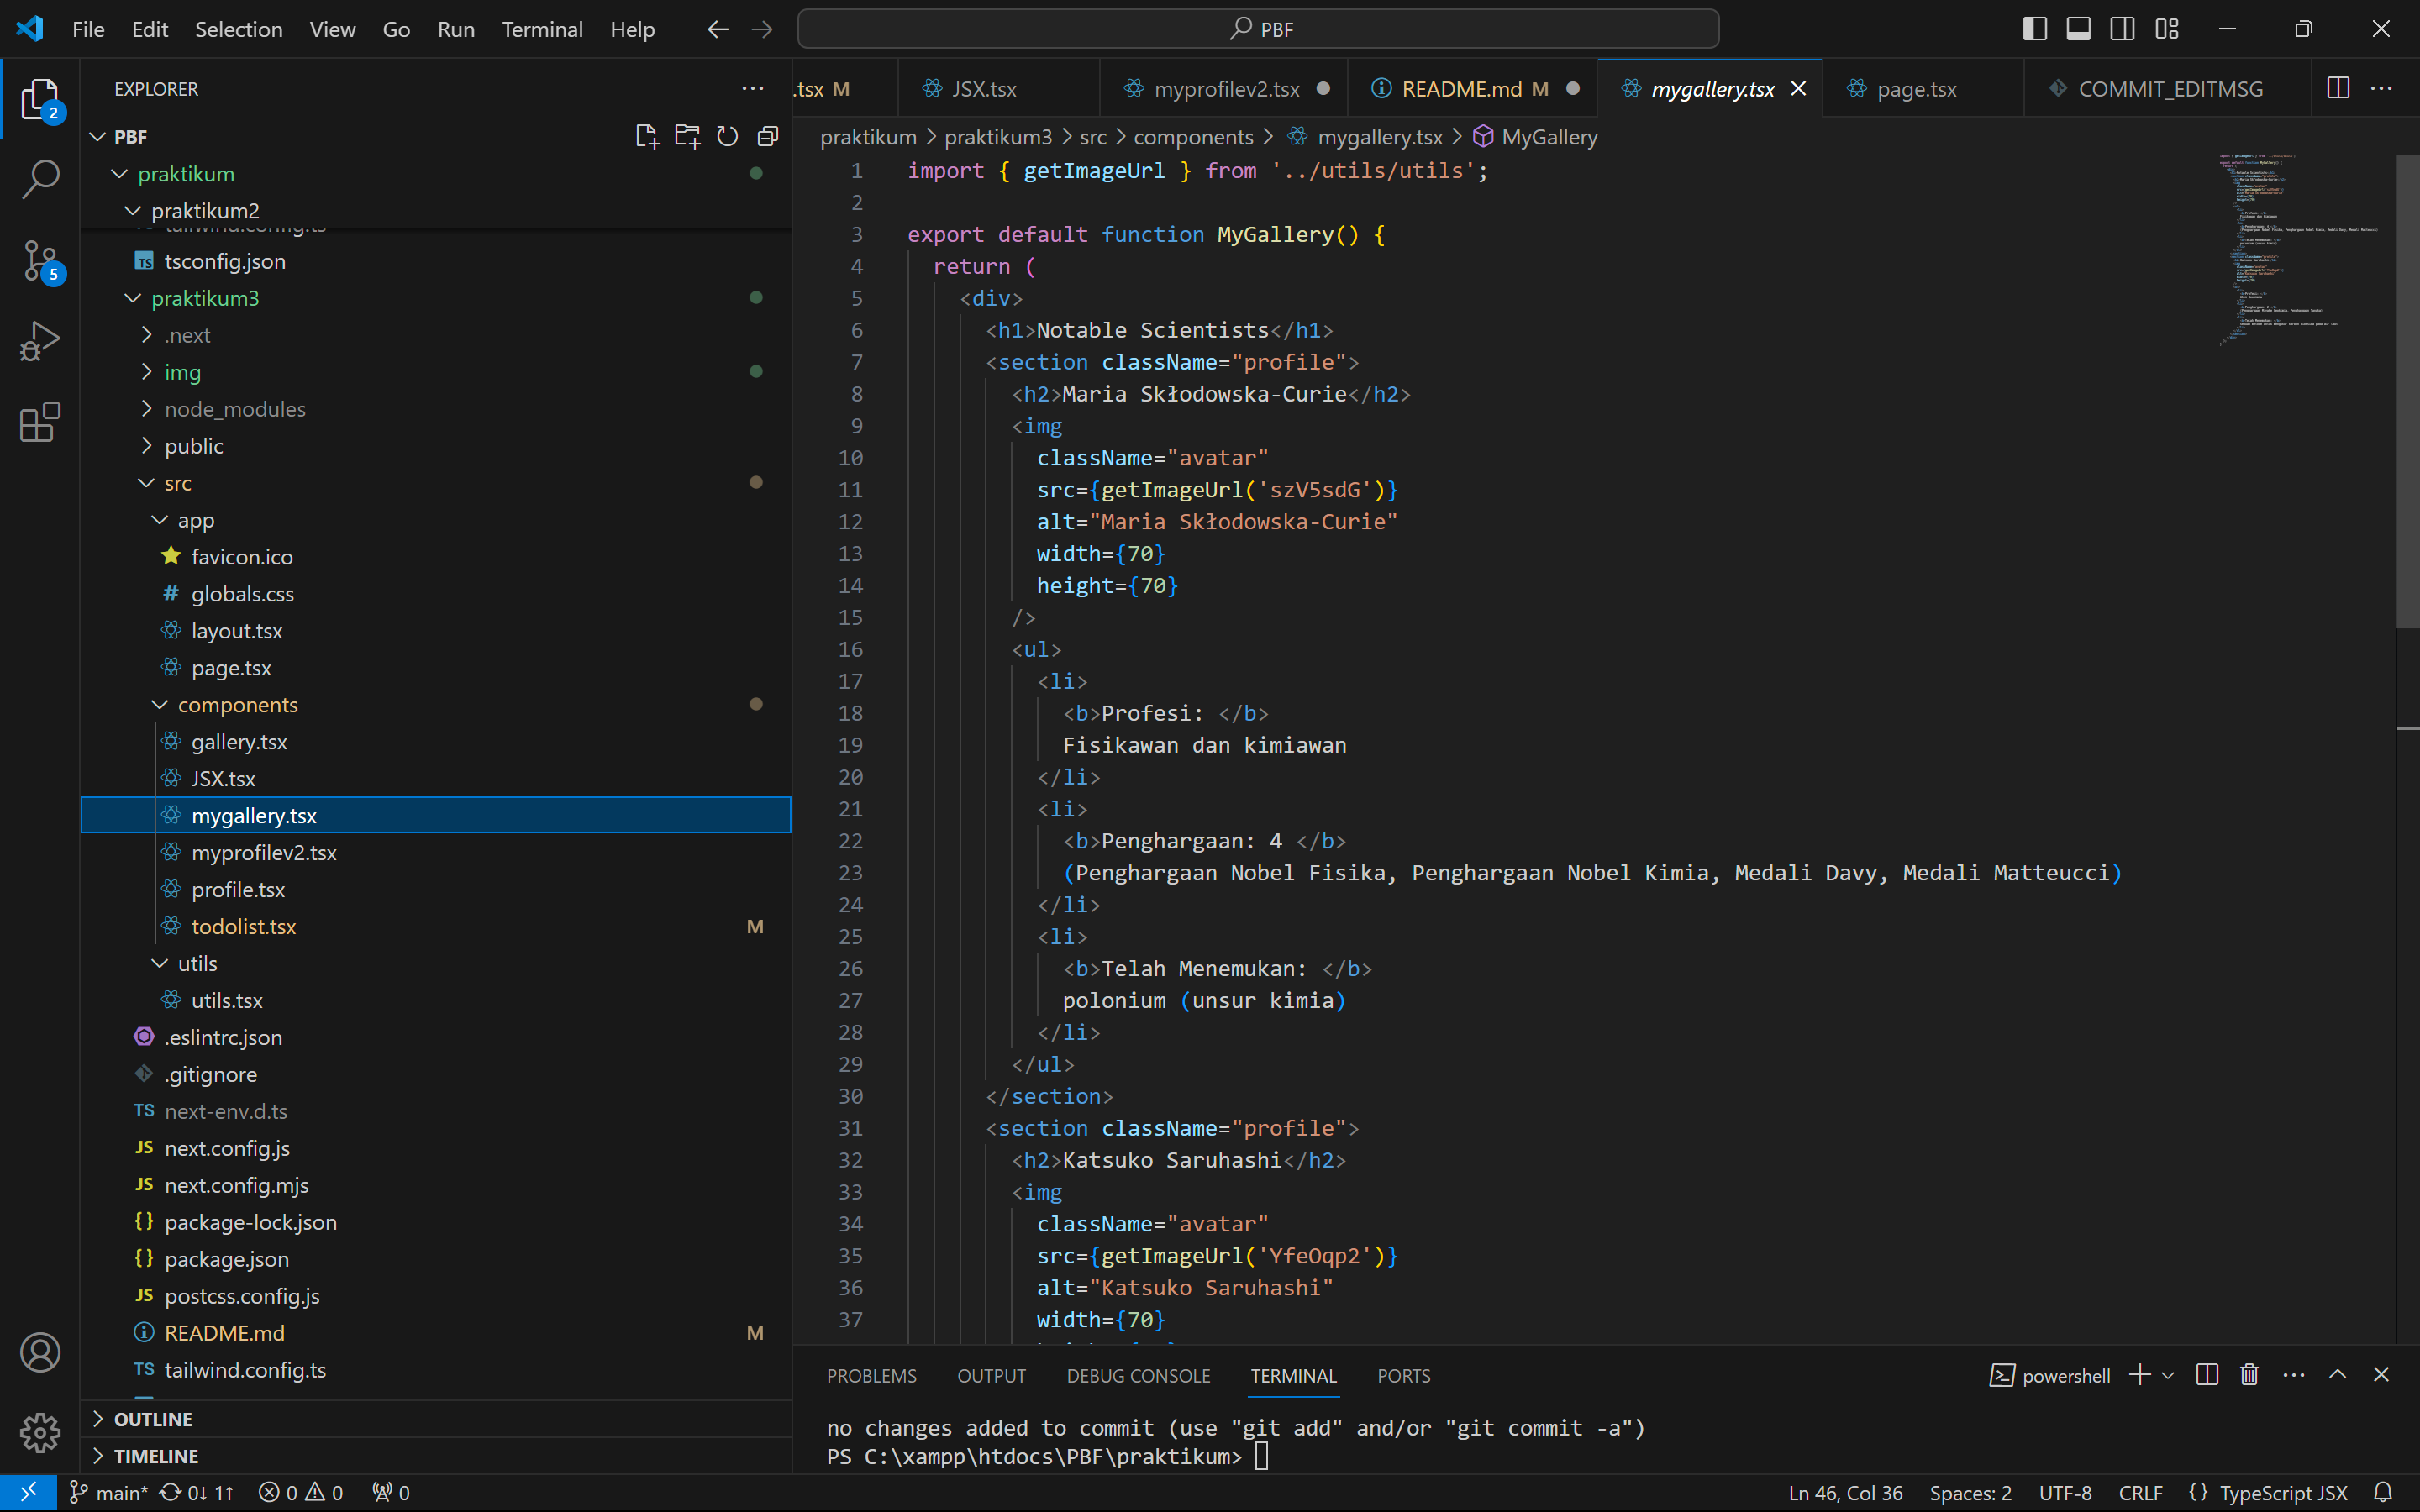 File Edit Selection View Go Run Terminal Help
PBF
EXPLORER
PBF
praktikum
praktikum2
tailwind.config.ts
tsconfig.json
praktikum3
.next
img
node_modules
public
src
app
favicon.ico
globals.css
layout.tsx
page.tsx
components
gallery.tsx
JSX.tsx
mygallery.tsx
myprofilev2.tsx
profile.tsx
todolist.tsx M
utils
utils.tsx
.eslintrc.json
.gitignore
TS next-env.d.ts
JS next.config.js
JS next.config.mjs
{} package-lock.json
{} package.json
JS postcss.config.js
README.md M
TS tailwind.config.ts
OUTLINE
TIMELINE
2
5
.tsx M JSX.tsx myprofilev2.tsx README.md M mygallery.tsx page.tsx COMMIT_EDITMSG
praktikum > praktikum3 > src > components > mygallery.tsx > MyGallery
1 import { getImageUrl } from '../utils/utils';
2
3 export default function MyGallery() {
4 return (
5 <div>
6 <h1>Notable Scientists</h1>
7 <section className="profile">
8 <h2>Maria Skłodowska-Curie</h2>
9 <img
10 className="avatar"
11 src={getImageUrl('szV5sdG')}
12 alt="Maria Skłodowska-Curie"
13 width={70}
14 height={70}
15 />
16 <ul>
17 <li>
18 <b>Profesi: </b>
19 Fisikawan dan kimiawan
20 </li>
21 <li>
22 <b>Penghargaan: 4 </b>
23 (Penghargaan Nobel Fisika, Penghargaan Nobel Kimia, Medali Davy, Medali Matteucci)
24 </li>
25 <li>
26 <b>Telah Menemukan: </b>
27 polonium (unsur kimia)
28 </li>
29 </ul>
30 </section>
31 <section className="profile">
32 <h2>Katsuko Saruhashi</h2>
33 <img
34 className="avatar"
35 src={getImageUrl('YfeOqp2')}
36 alt="Katsuko Saruhashi"
37 width={70}
PROBLEMS OUTPUT DEBUG CONSOLE TERMINAL PORTS
powershell
no changes added to commit (use "git add" and/or "git commit -a")
PS C:\xampp\htdocs\PBF\praktikum>
main* 0↓ 1↑ 0 0 0
Ln 46, Col 36 Spaces: 2 UTF-8 CRLF {} TypeScript JSX